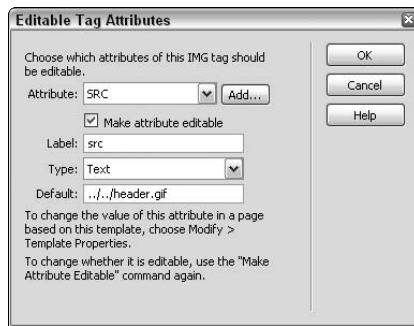 Editable Tag Attributes
Choose which attributes of this IMG tag should
be editable.
Attribute: SRC Add...
Make attribute editable
Label: src
Type: Text
Default: ../../header.gif
To change the value of this attribute in a page
based on this template, choose Modify >
Template Properties.
To change whether it is editable, use the "Make
Attribute Editable" command again.
OK
Cancel
Help